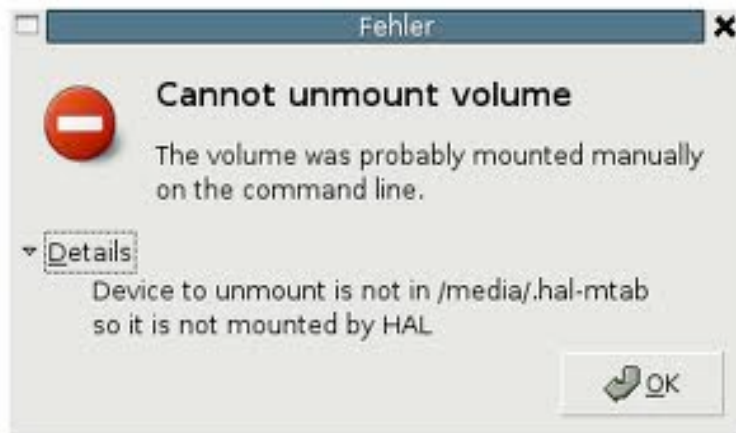 Fehler
Cannot unmount volume
The volume was probably mounted manually
on the command line.
Details
Device to unmount is not in /media/.hal-mtab
so it is not mounted by HAL
OK